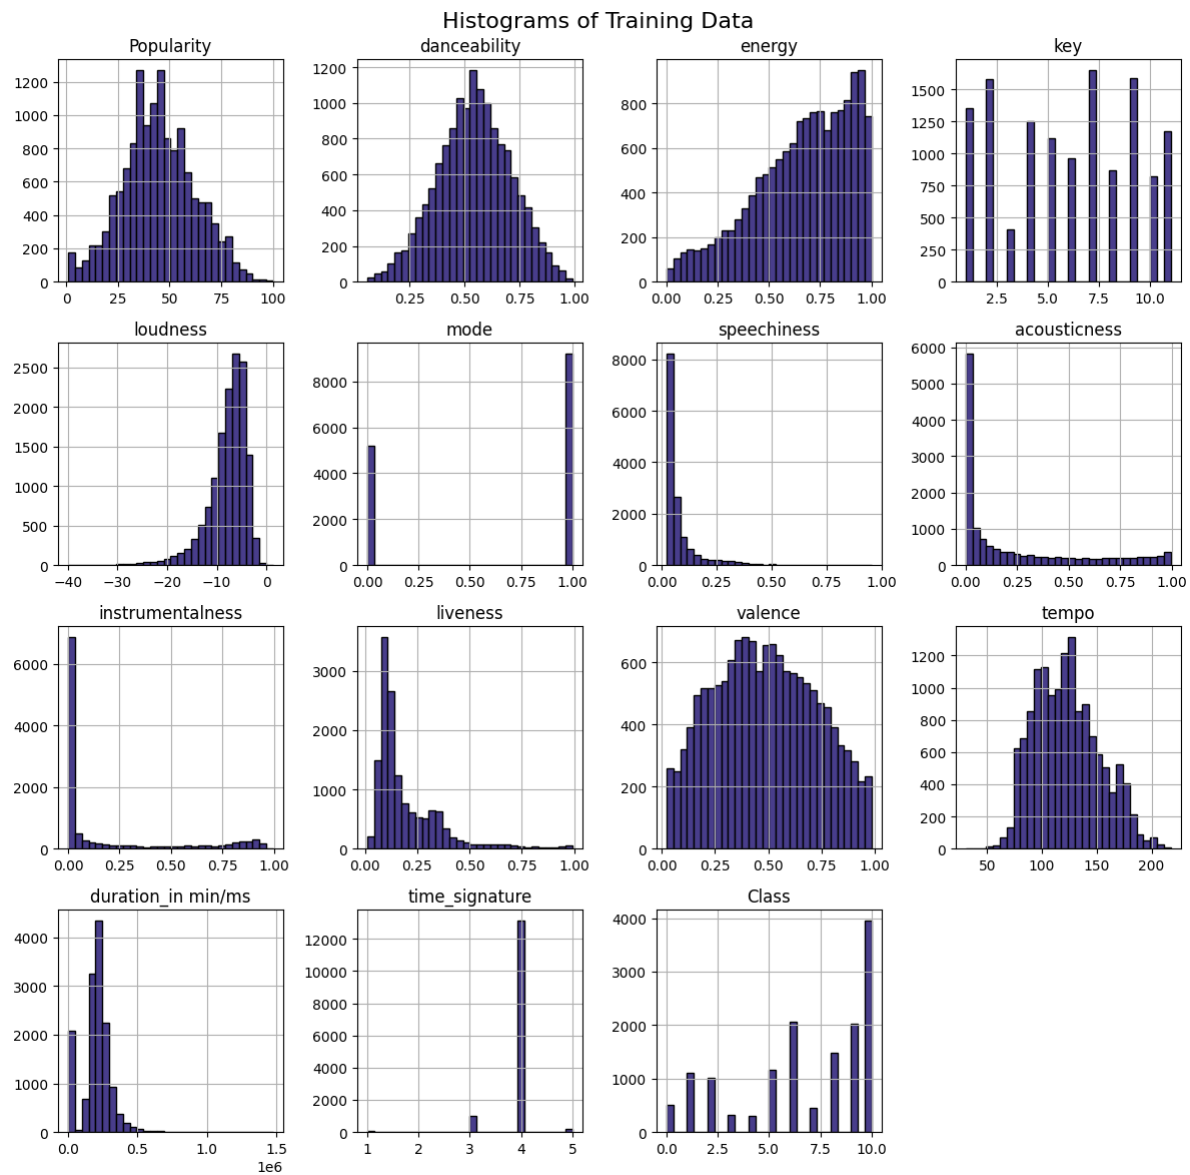 Histograms of Training Data
Popularity
danceability
energy
key
1200
1000
800
600
400
200
0
0 25 50 75 100
1200
1000
800
600
400
200
0
0.25 0.50 0.75 1.00
800
600
400
200
0
0.00 0.25 0.50 0.75 1.00
1500
1250
1000
750
500
250
0
2.5 5.0 7.5 10.0
loudness
mode
speechiness
acousticness
2500
2000
1500
1000
500
0
−40 −30 −20 −10 0
8000
6000
4000
2000
0
0.00 0.25 0.50 0.75 1.00
8000
6000
4000
2000
0
0.00 0.25 0.50 0.75 1.00
6000
5000
4000
3000
2000
1000
0
0.00 0.25 0.50 0.75 1.00
instrumentalness
liveness
valence
tempo
6000
4000
2000
0
0.00 0.25 0.50 0.75 1.00
3000
2000
1000
0
0.00 0.25 0.50 0.75 1.00
600
400
200
0
0.00 0.25 0.50 0.75 1.00
1200
1000
800
600
400
200
0
50 100 150 200
duration_in min/ms
time_signature
Class
4000
3000
2000
1000
0
0.0 0.5 1.0 1.5
1e6
12000
10000
8000
6000
4000
2000
0
1 2 3 4 5
4000
3000
2000
1000
0
0.0 2.5 5.0 7.5 10.0